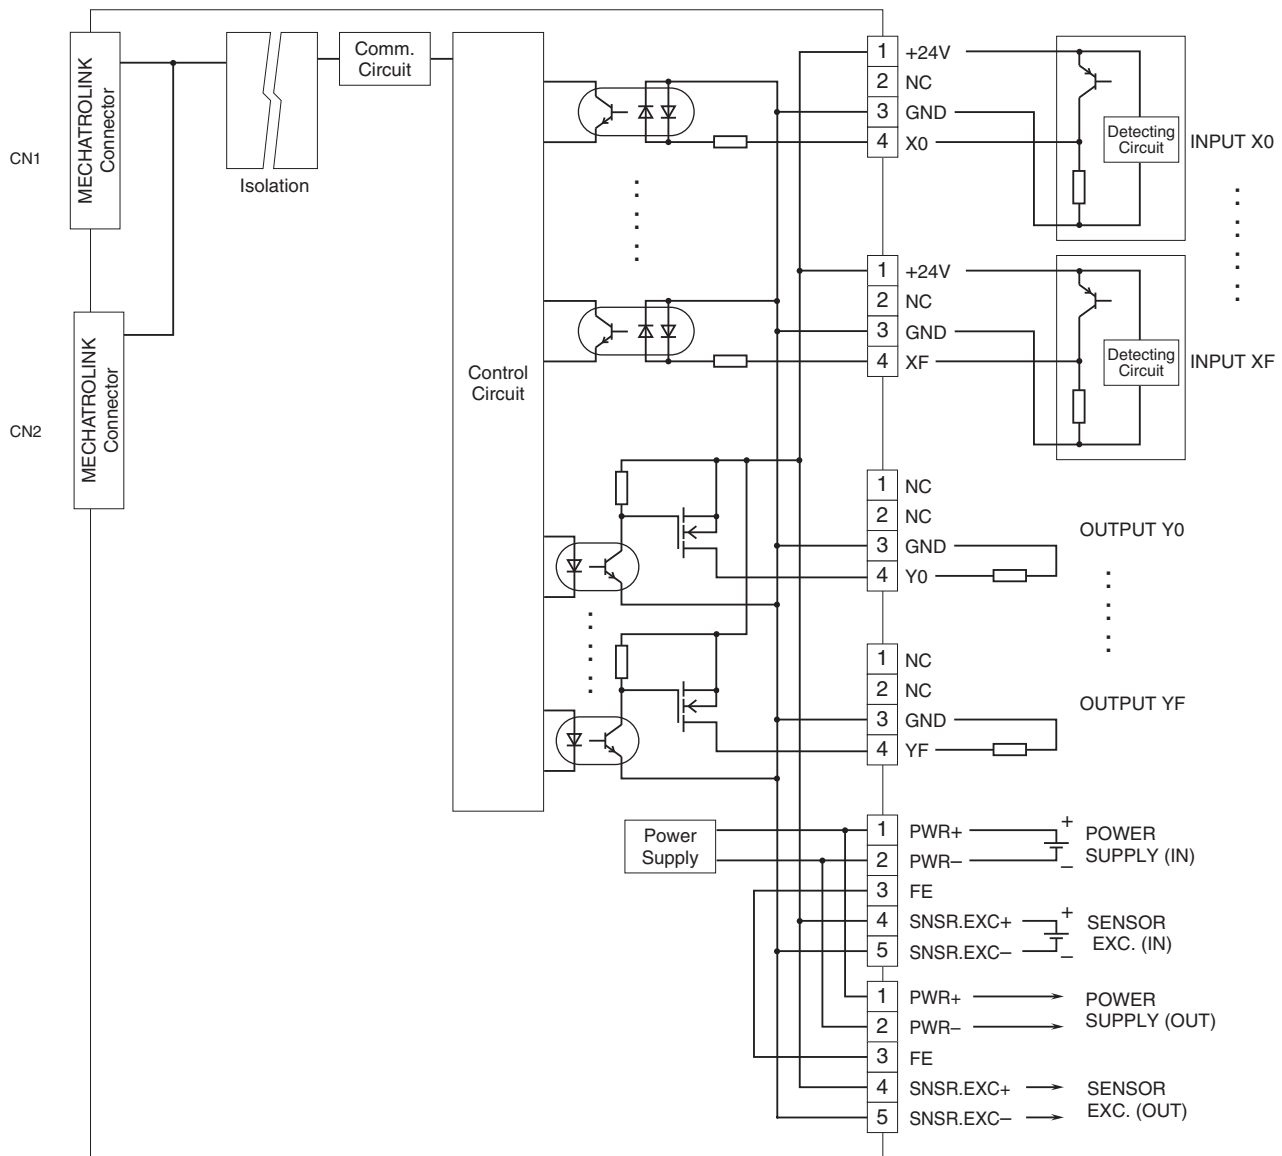 CN1
MECHATROLINK
Connector
Isolation
Comm.
Circuit
Control
Circuit
CN2
MECHATROLINK
Connector
1 +24V
2 NC
3 GND
4 X0
Detecting
Circuit
INPUT X0
1 +24V
2 NC
3 GND
4 XF
Detecting
Circuit
INPUT XF
1 NC
2 NC
3 GND
4 Y0
OUTPUT Y0
1 NC
2 NC
3 GND
4 YF
OUTPUT YF
Power
Supply
1 PWR+
2 PWR–
3 FE
4 SNSR.EXC+
5 SNSR.EXC–
+
–
POWER
SUPPLY (IN)
+
–
SENSOR
EXC. (IN)
1 PWR+
2 PWR–
3 FE
4 SNSR.EXC+
5 SNSR.EXC–
POWER
SUPPLY (OUT)
SENSOR
EXC. (OUT)